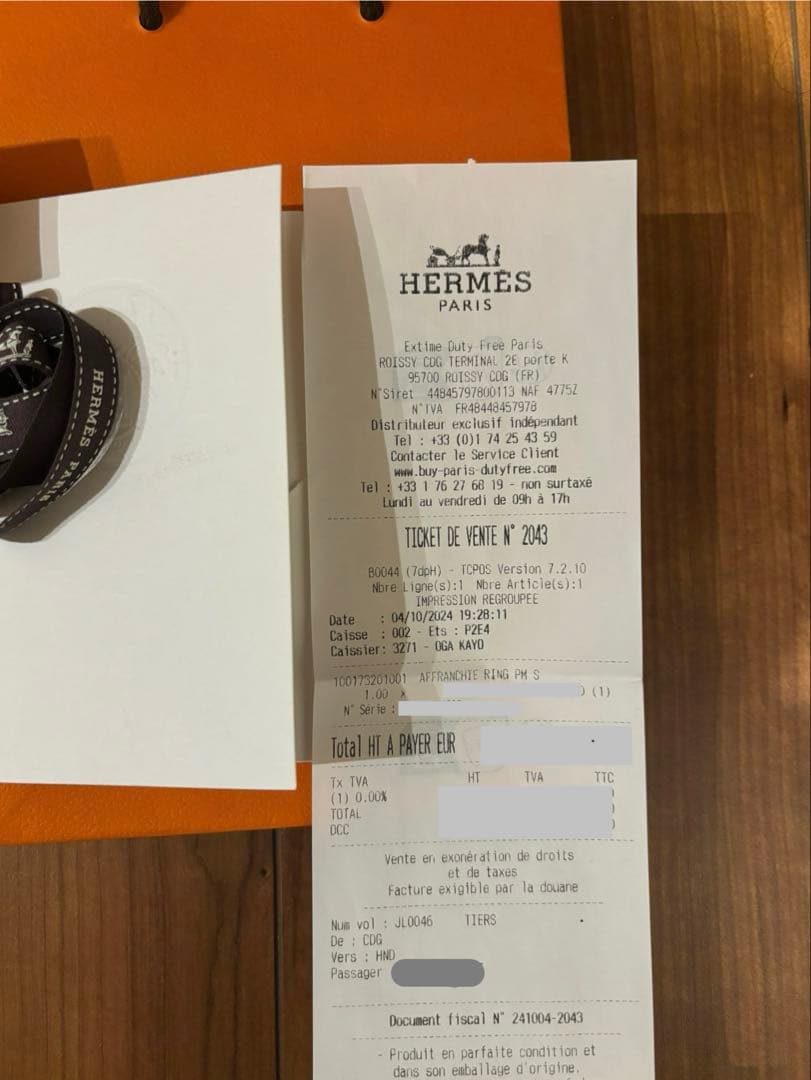 HERMÈS
PARIS
Extime Duty Free Paris
ROISSY CDG TERMINAL 2E porte K
95700 ROISSY CDG (FR)
N°Siret 44845797800113 NAF 4775Z
N°TVA FR48448457978
Distributeur exclusif indépendant
Tel : +33 (0)1 74 25 43 59
Contacter le Service Client
www.buy-paris-dutyfree.com
Tel : +33 1 76 27 68 19 - non surtaxé
Lundi au vendredi de 09h à 17h
TICKET DE VENTE N° 2043
B0044 (7dpH) - TCPOS Version 7.2.10
Nbre Ligne(s):1 Nbre Article(s):1
IMPRESSION REGROUPEE
Date : 04/10/2024 19:28:11
Caisse : 002 - Ets : P2E4
Caissier: 3271 - OGA KAYO
100173201001 AFFRANCHIE RING PM S
1.00 x (1)
N° Série :
Total HT A PAYER EUR
Tx TVA HT TVA TTC
(1) 0.00%
TOTAL
DCC
Vente en exonération de droits
et de taxes
Facture exigible par la douane
Num vol : JL0046 TIERS
De : CDG
Vers : HND
Passager
Document fiscal N° 241004-2043
- Produit en parfaite condition et
dans son emballage d'origine.
HERMÈS - PARIS